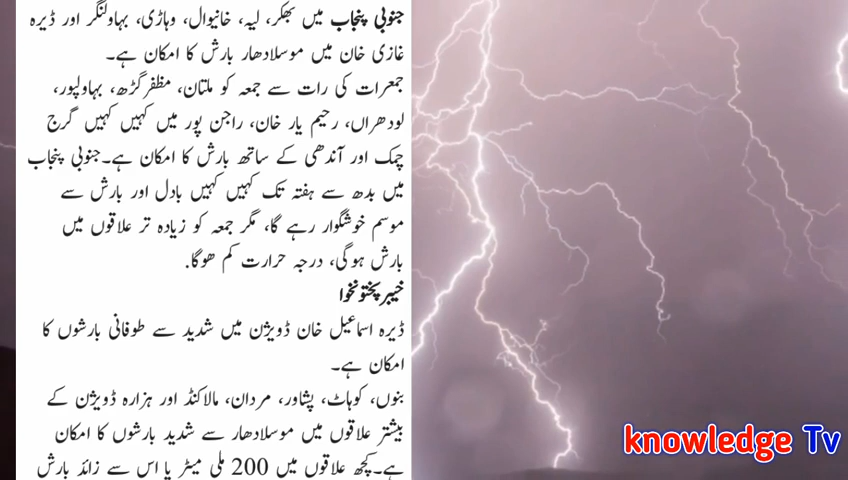 جنوبی پنجاب میں بھکر، لیہ، خانیوال، وہاڑی، بہاولنگر اور ڈیرہ
غازی خان میں موسلادھار بارش کا امکان ہے۔
جمعرات کی رات سے جمعہ کو ملتان، مظفرگڑھ، بہاولپور،
لودھراں، رحیم یار خان، راجن پور میں کہیں کہیں گرج
چمک اور آندھی کے ساتھ بارش کا امکان ہے۔جنوبی پنجاب
میں بدھ سے ہفتہ تک کہیں کہیں بادل اور بارش سے
موسم خوشگوار رہے گا، مگر جمعہ کو زیادہ تر علاقوں میں
بارش ہوگی، درجہ حرارت کم ھوگا.
خیبرپختونخوا
ڈیرہ اسماعیل خان ڈویژن میں شدید سے طوفانی بارشوں کا
امکان ہے۔
بنوں، کوہاٹ، پشاور، مردان، مالاکنڈ اور ہزارہ ڈویژن کے
بیشتر علاقوں میں موسلادھار سے شدید بارشوں کا امکان
ہے۔کچھ علاقوں میں 200 ملی میٹر یا اس سے زائد بارش
knowledge Tv